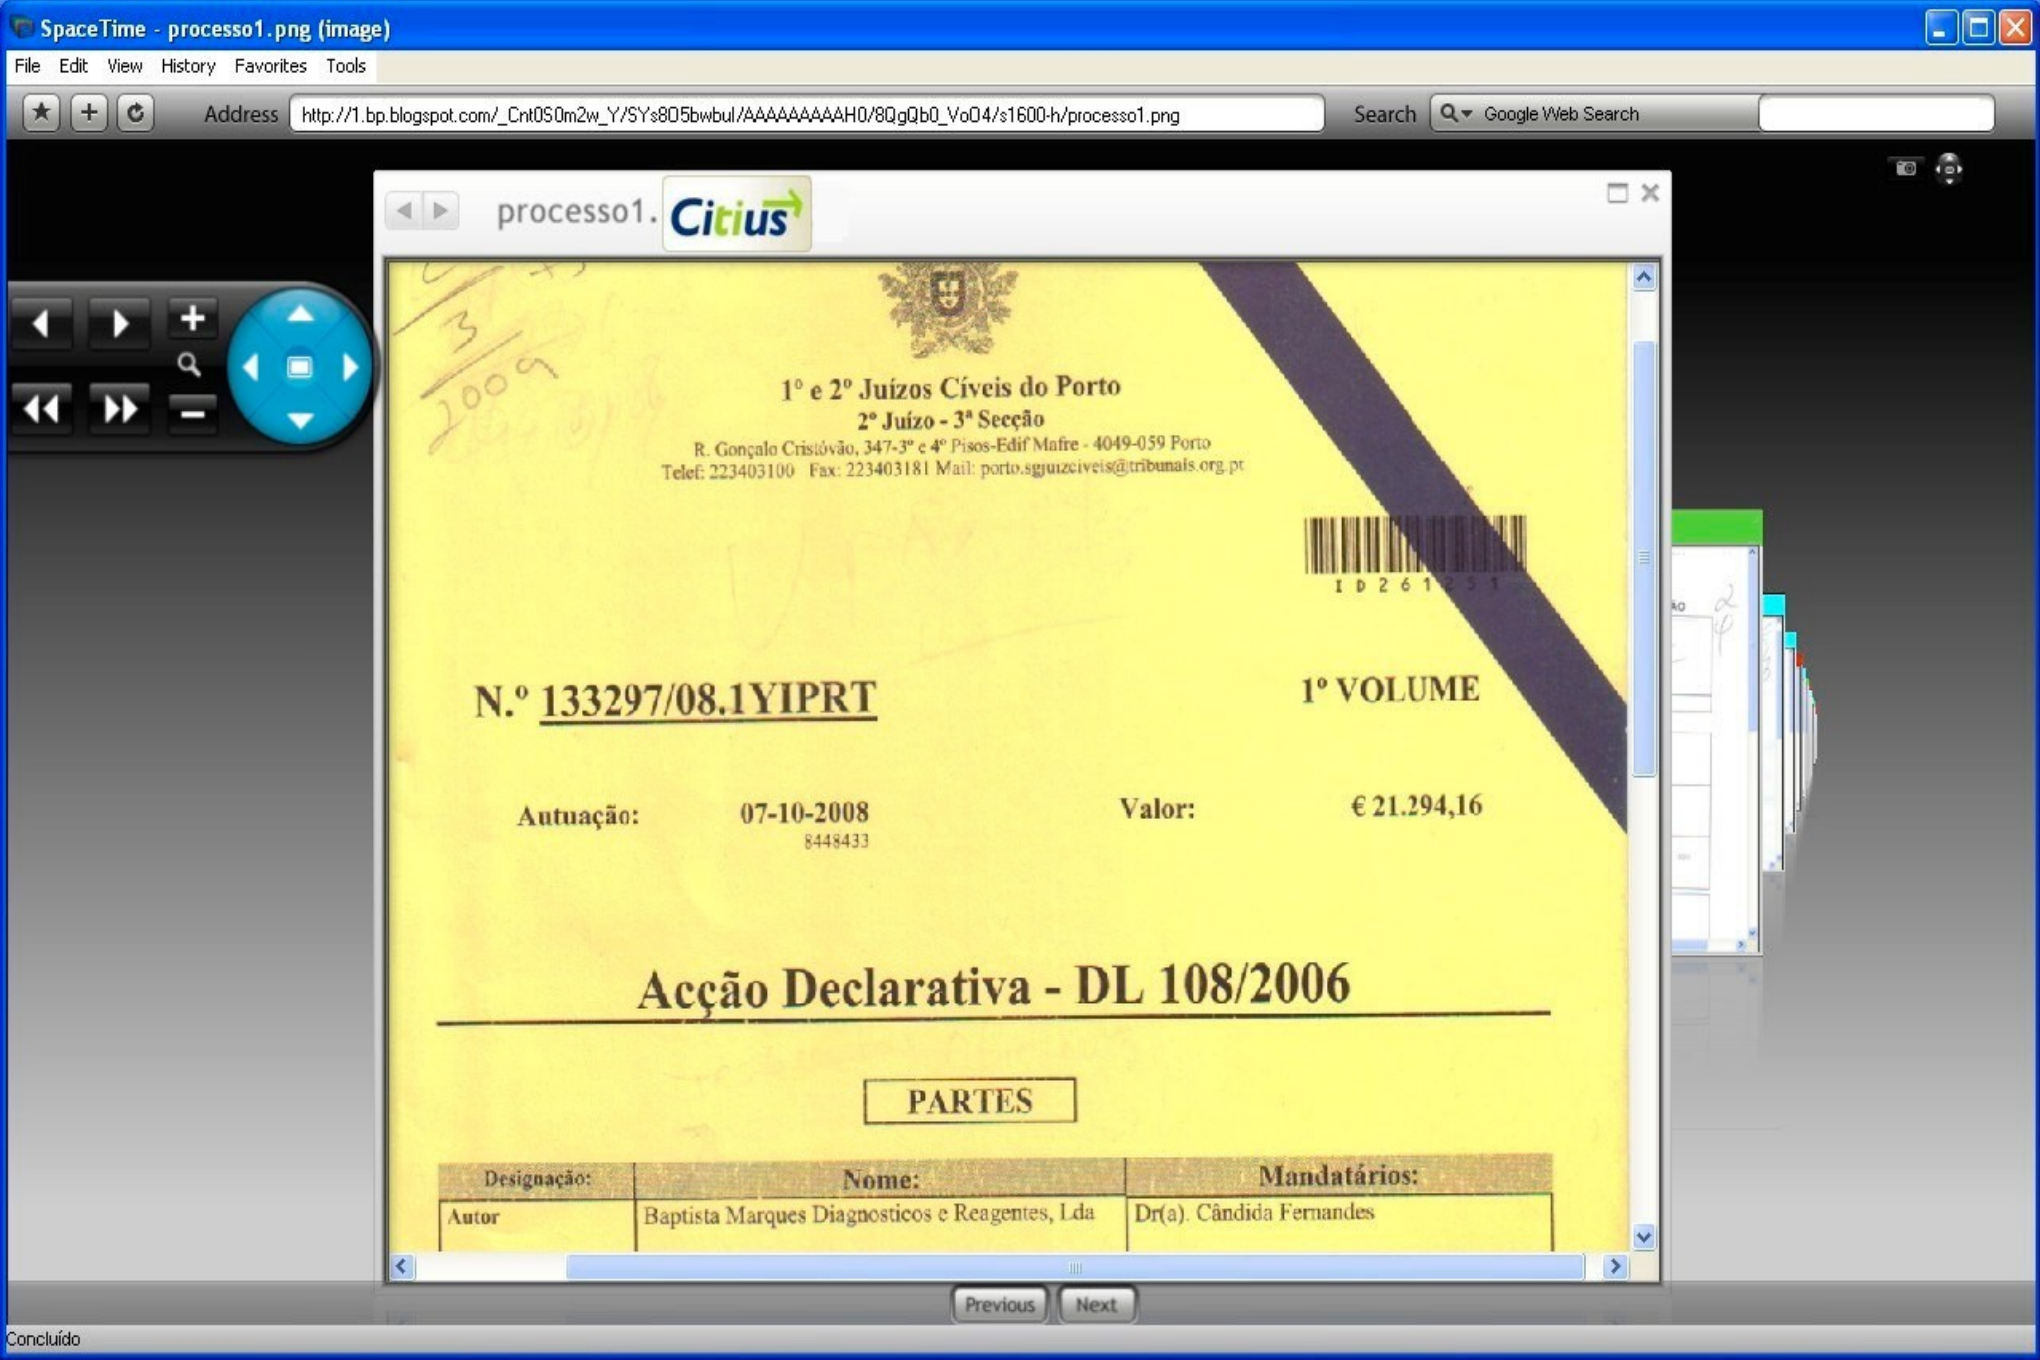 SpaceTime - processo1.png (image)
File Edit View History Favorites Tools
Address http://1.bp.blogspot.com/_Cnt0S0m2w_Y/SYs8O5bwbuI/AAAAAAAAAH0/8QgQb0_VoO4/s1600-h/processo1.png Search Google Web Search
processo1. Citius
3
2009
1º e 2º Juízos Cíveis do Porto
2º Juízo - 3ª Secção
R. Gonçalo Cristóvão, 347-3º e 4º Pisos-Edif Mafre - 4049-059 Porto
Telef: 223403100 Fax: 223403181 Mail: porto.sgjuizciveis@tribunais.org.pt
ID261251
N.º 133297/08.1YIPRT 1º VOLUME
Autuação: 07-10-2008 Valor: € 21.294,16
8448433
Acção Declarativa - DL 108/2006
PARTES
Designação: Nome: Mandatários:
Autor Baptista Marques Diagnosticos e Reagentes, Lda Dr(a). Cândida Fernandes
Previous Next
Concluído